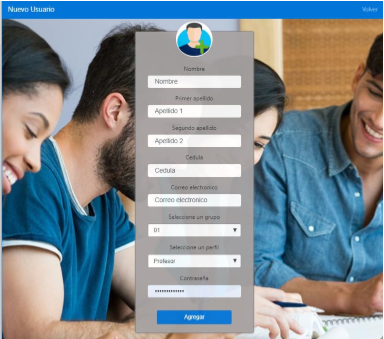 Nuevo Usuario
Volver
Nombre
Nombre
Primer apellido
Apellido 1
Segundo apellido
Apellido 2
Cedula
Cedula
Correo electronico
Correo electronico
Seleccione un grupo
01
Seleccione un perfil
Profesor
Contraseña
•••••••••••••
Agregar